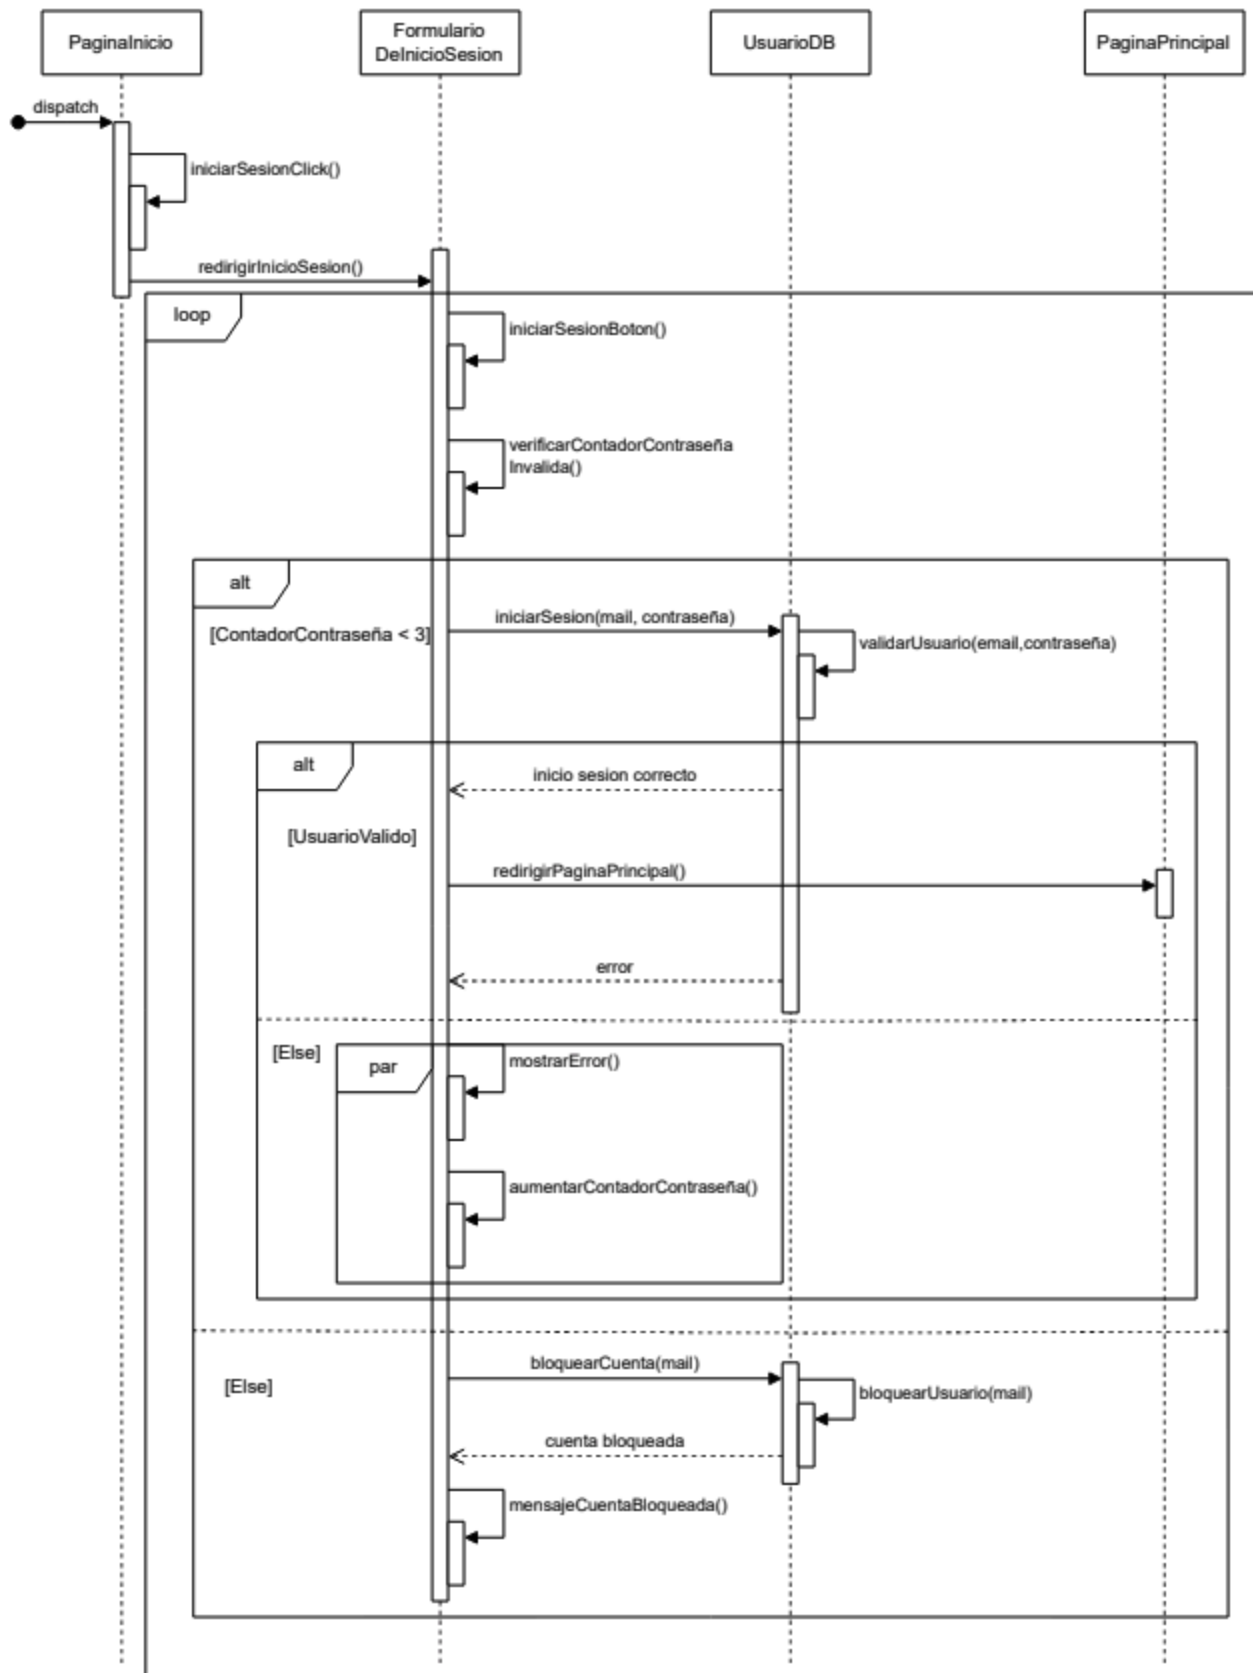 PaginaInicio
Formulario
DeInicioSesion
UsuarioDB
PaginaPrincipal
dispatch
iniciarSesionClick()
redirigirInicioSesion()
loop
iniciarSesionBoton()
verificarContadorContraseña
Invalida()
alt
iniciarSesion(mail, contraseña)
[ContadorContraseña < 3]
validarUsuario(email,contraseña)
alt
inicio sesion correcto
[UsuarioValido]
redirigirPaginaPrincipal()
error
[Else]
par
mostrarError()
aumentarContadorContraseña()
bloquearCuenta(mail)
[Else]
bloquearUsuario(mail)
cuenta bloqueada
mensajeCuentaBloqueada()